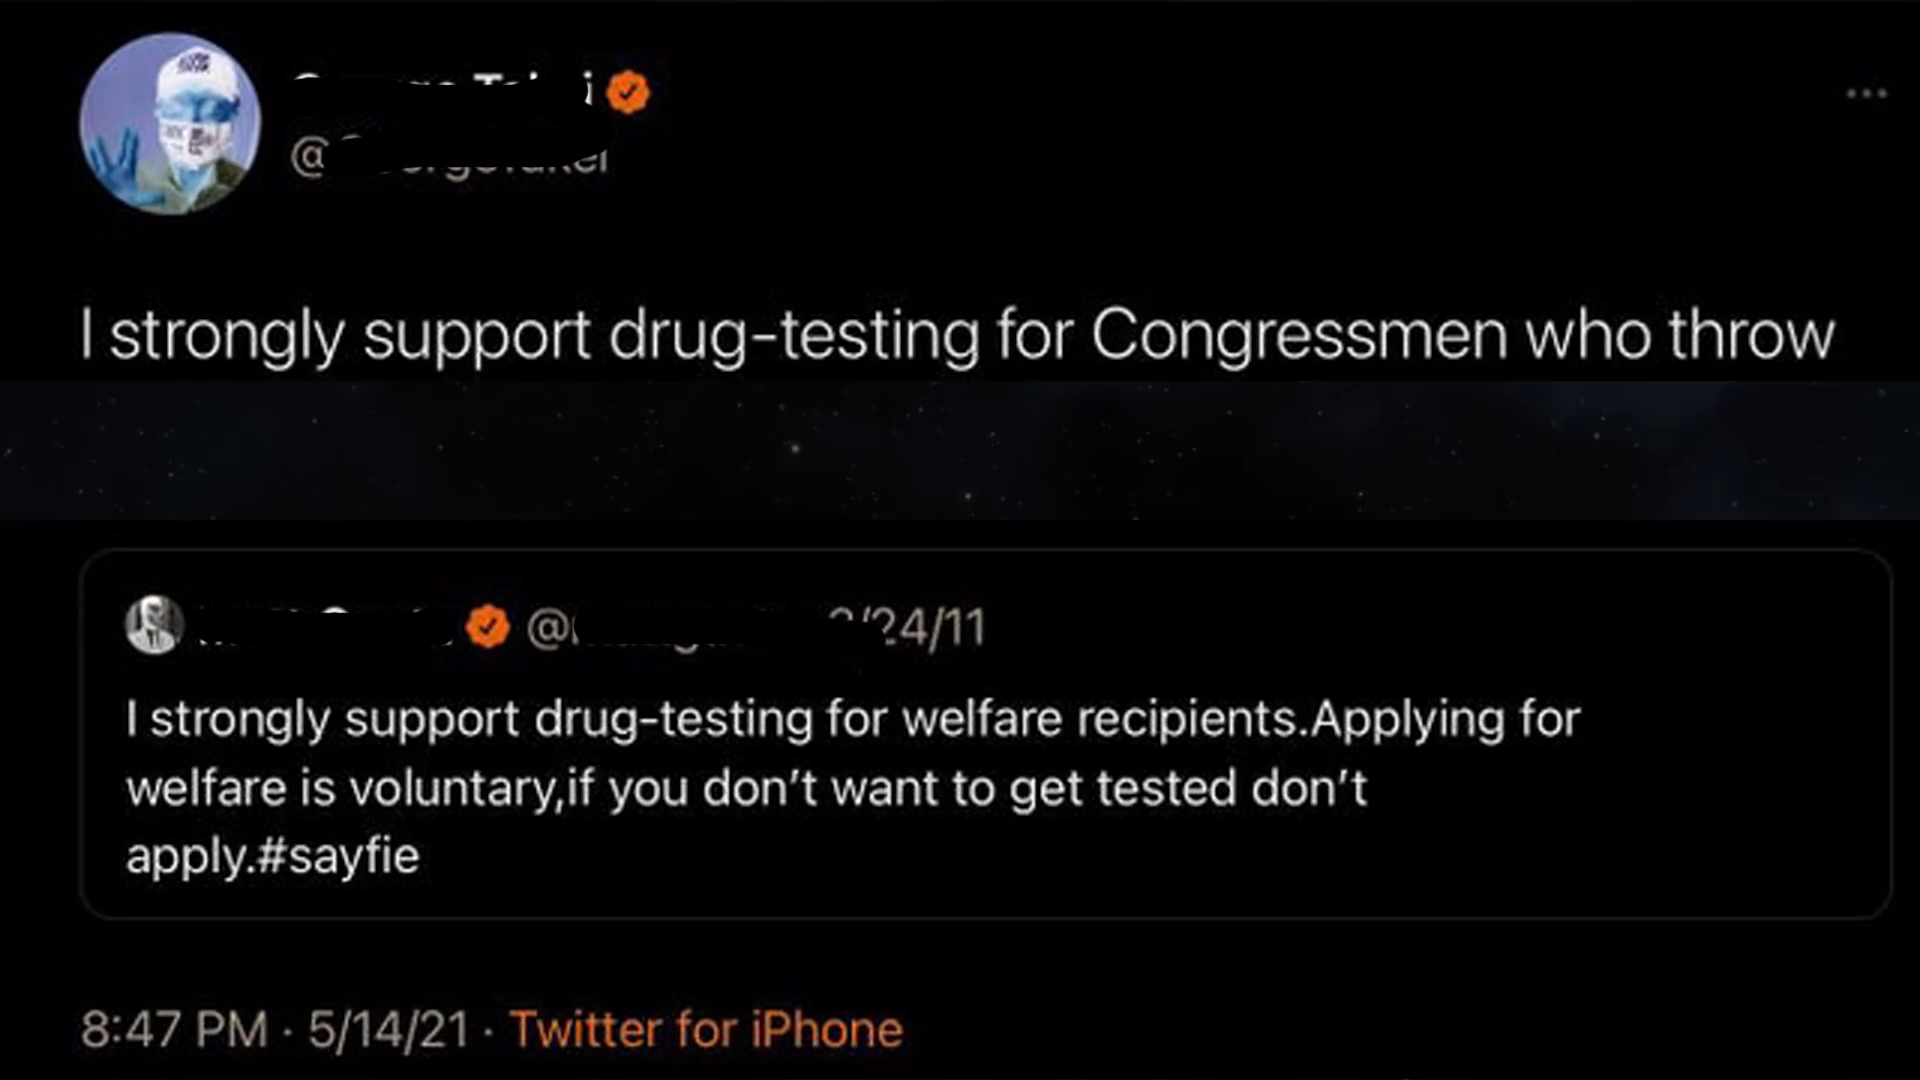 I strongly support drug-testing for Congressmen who throw
I strongly support drug-testing for welfare recipients.Applying for
welfare is voluntary,if you don’t want to get tested don’t
apply.#sayfie
8:47 PM · 5/14/21 · Twitter for iPhone